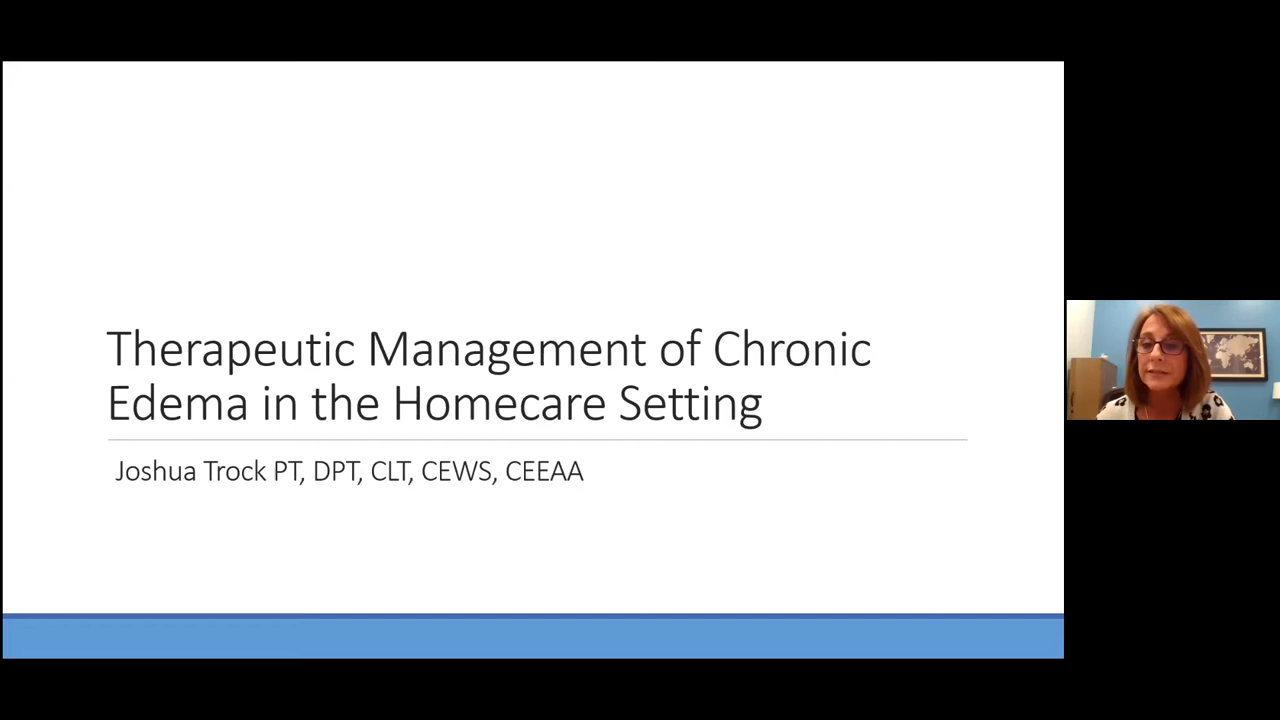 Therapeutic Management of Chronic
Edema in the Homecare Setting
Joshua Trock PT, DPT, CLT, CEWS, CEEAA